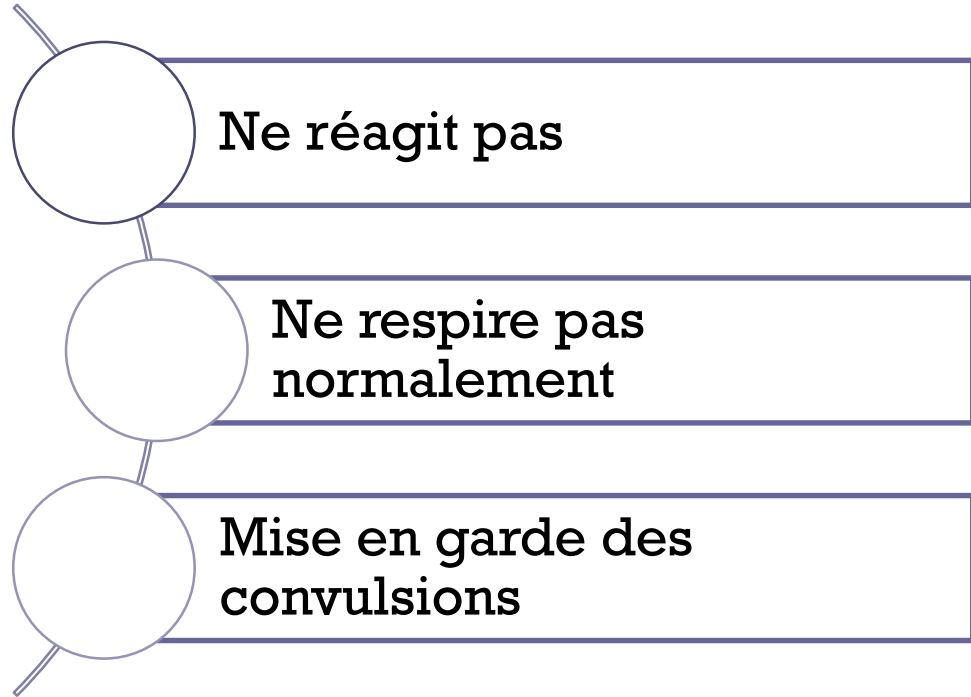 Ne réagit pas
Ne respire pas
normalement
Mise en garde des
convulsions